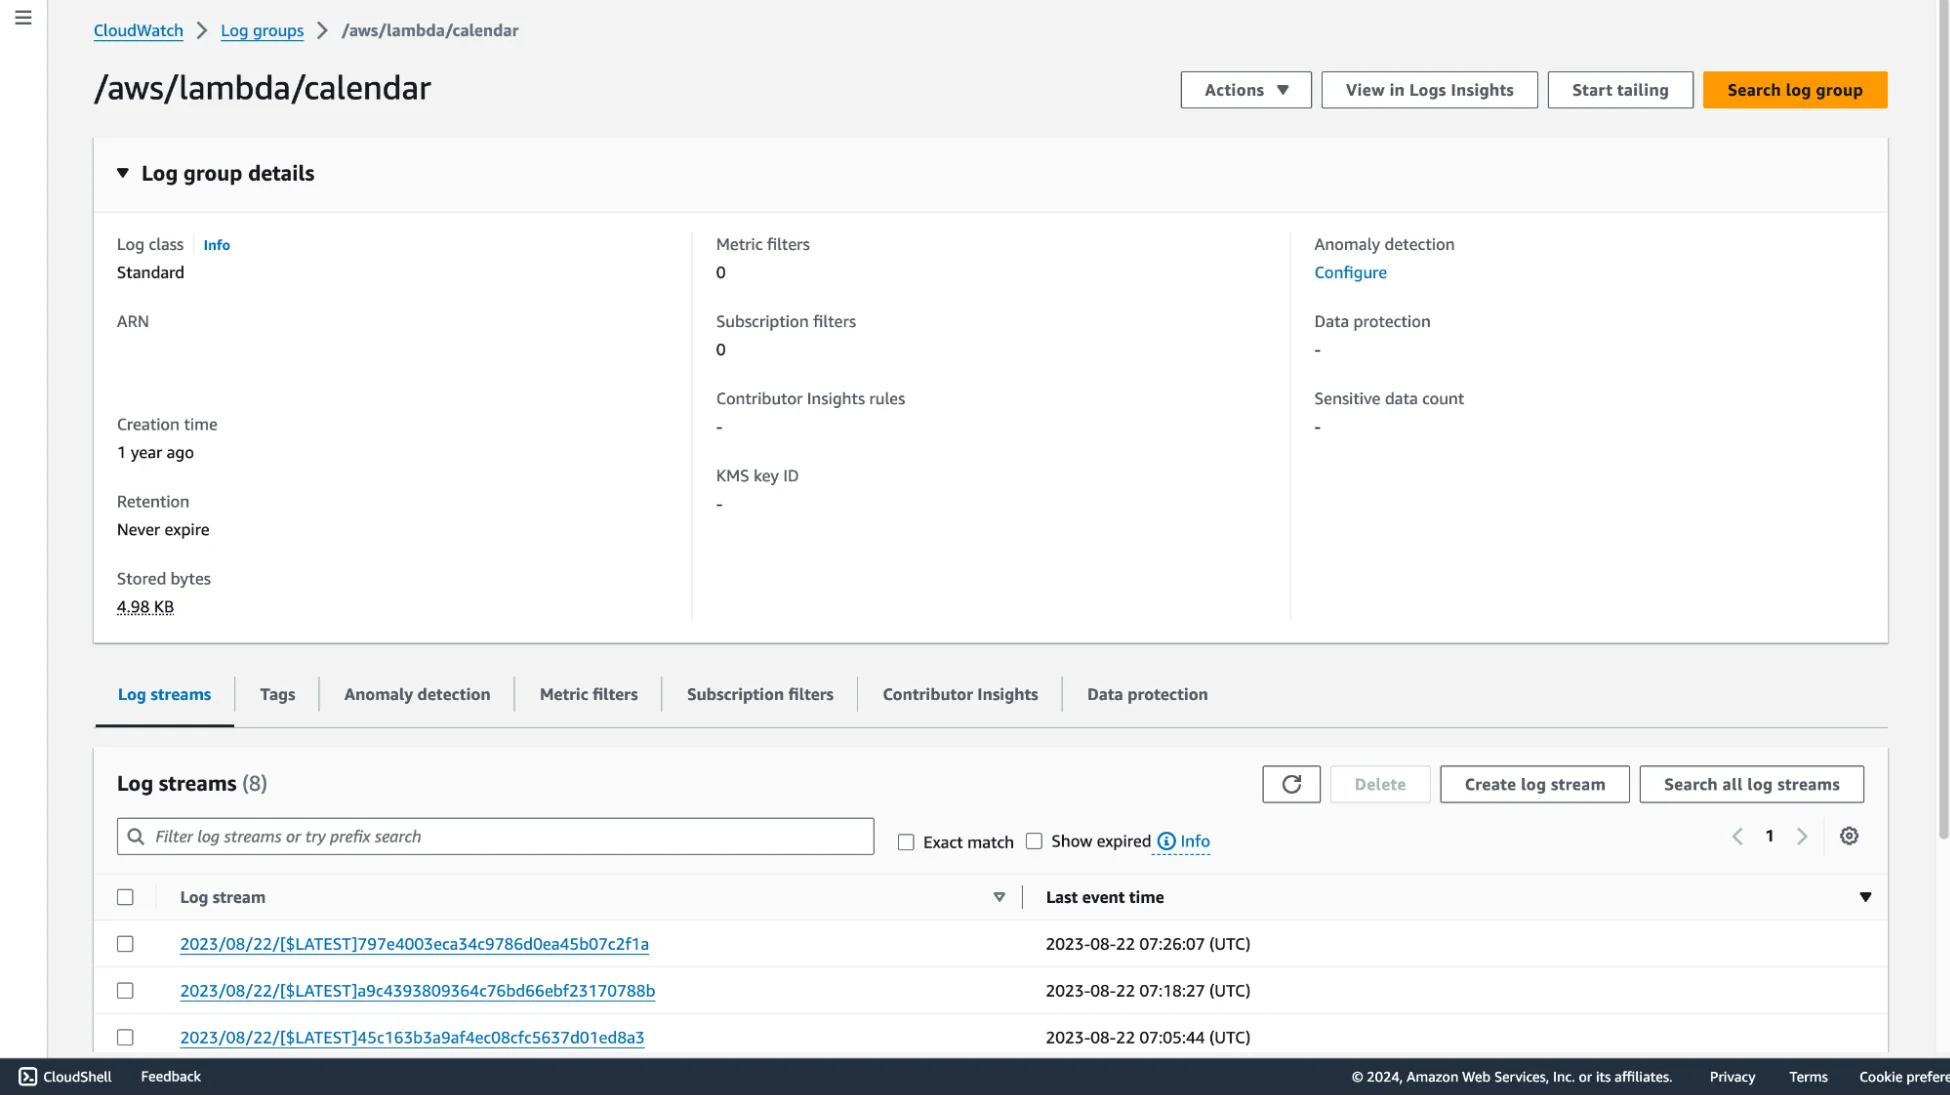 CloudWatch > Log groups > /aws/lambda/calendar
/aws/lambda/calendar
Actions ▼ View in Logs Insights Start tailing Search log group
▼ Log group details
Log class Info
Standard
ARN
Creation time
1 year ago
Retention
Never expire
Stored bytes
4.98 KB
Metric filters
0
Subscription filters
0
Contributor Insights rules
-
KMS key ID
-
Anomaly detection
Configure
Data protection
-
Sensitive data count
-
Log streams Tags Anomaly detection Metric filters Subscription filters Contributor Insights Data protection
Log streams (8)
Delete Create log stream Search all log streams
Filter log streams or try prefix search Exact match Show expired Info 1
Log stream Last event time
2023/08/22/[$LATEST]797e4003eca34c9786d0ea45b07c2f1a 2023-08-22 07:26:07 (UTC)
2023/08/22/[$LATEST]a9c4393809364c76bd66ebf23170788b 2023-08-22 07:18:27 (UTC)
2023/08/22/[$LATEST]45c163b3a9af4ec08cfc5637d01ed8a3 2023-08-22 07:05:44 (UTC)
CloudShell Feedback © 2024, Amazon Web Services, Inc. or its affiliates. Privacy Terms Cookie prefere